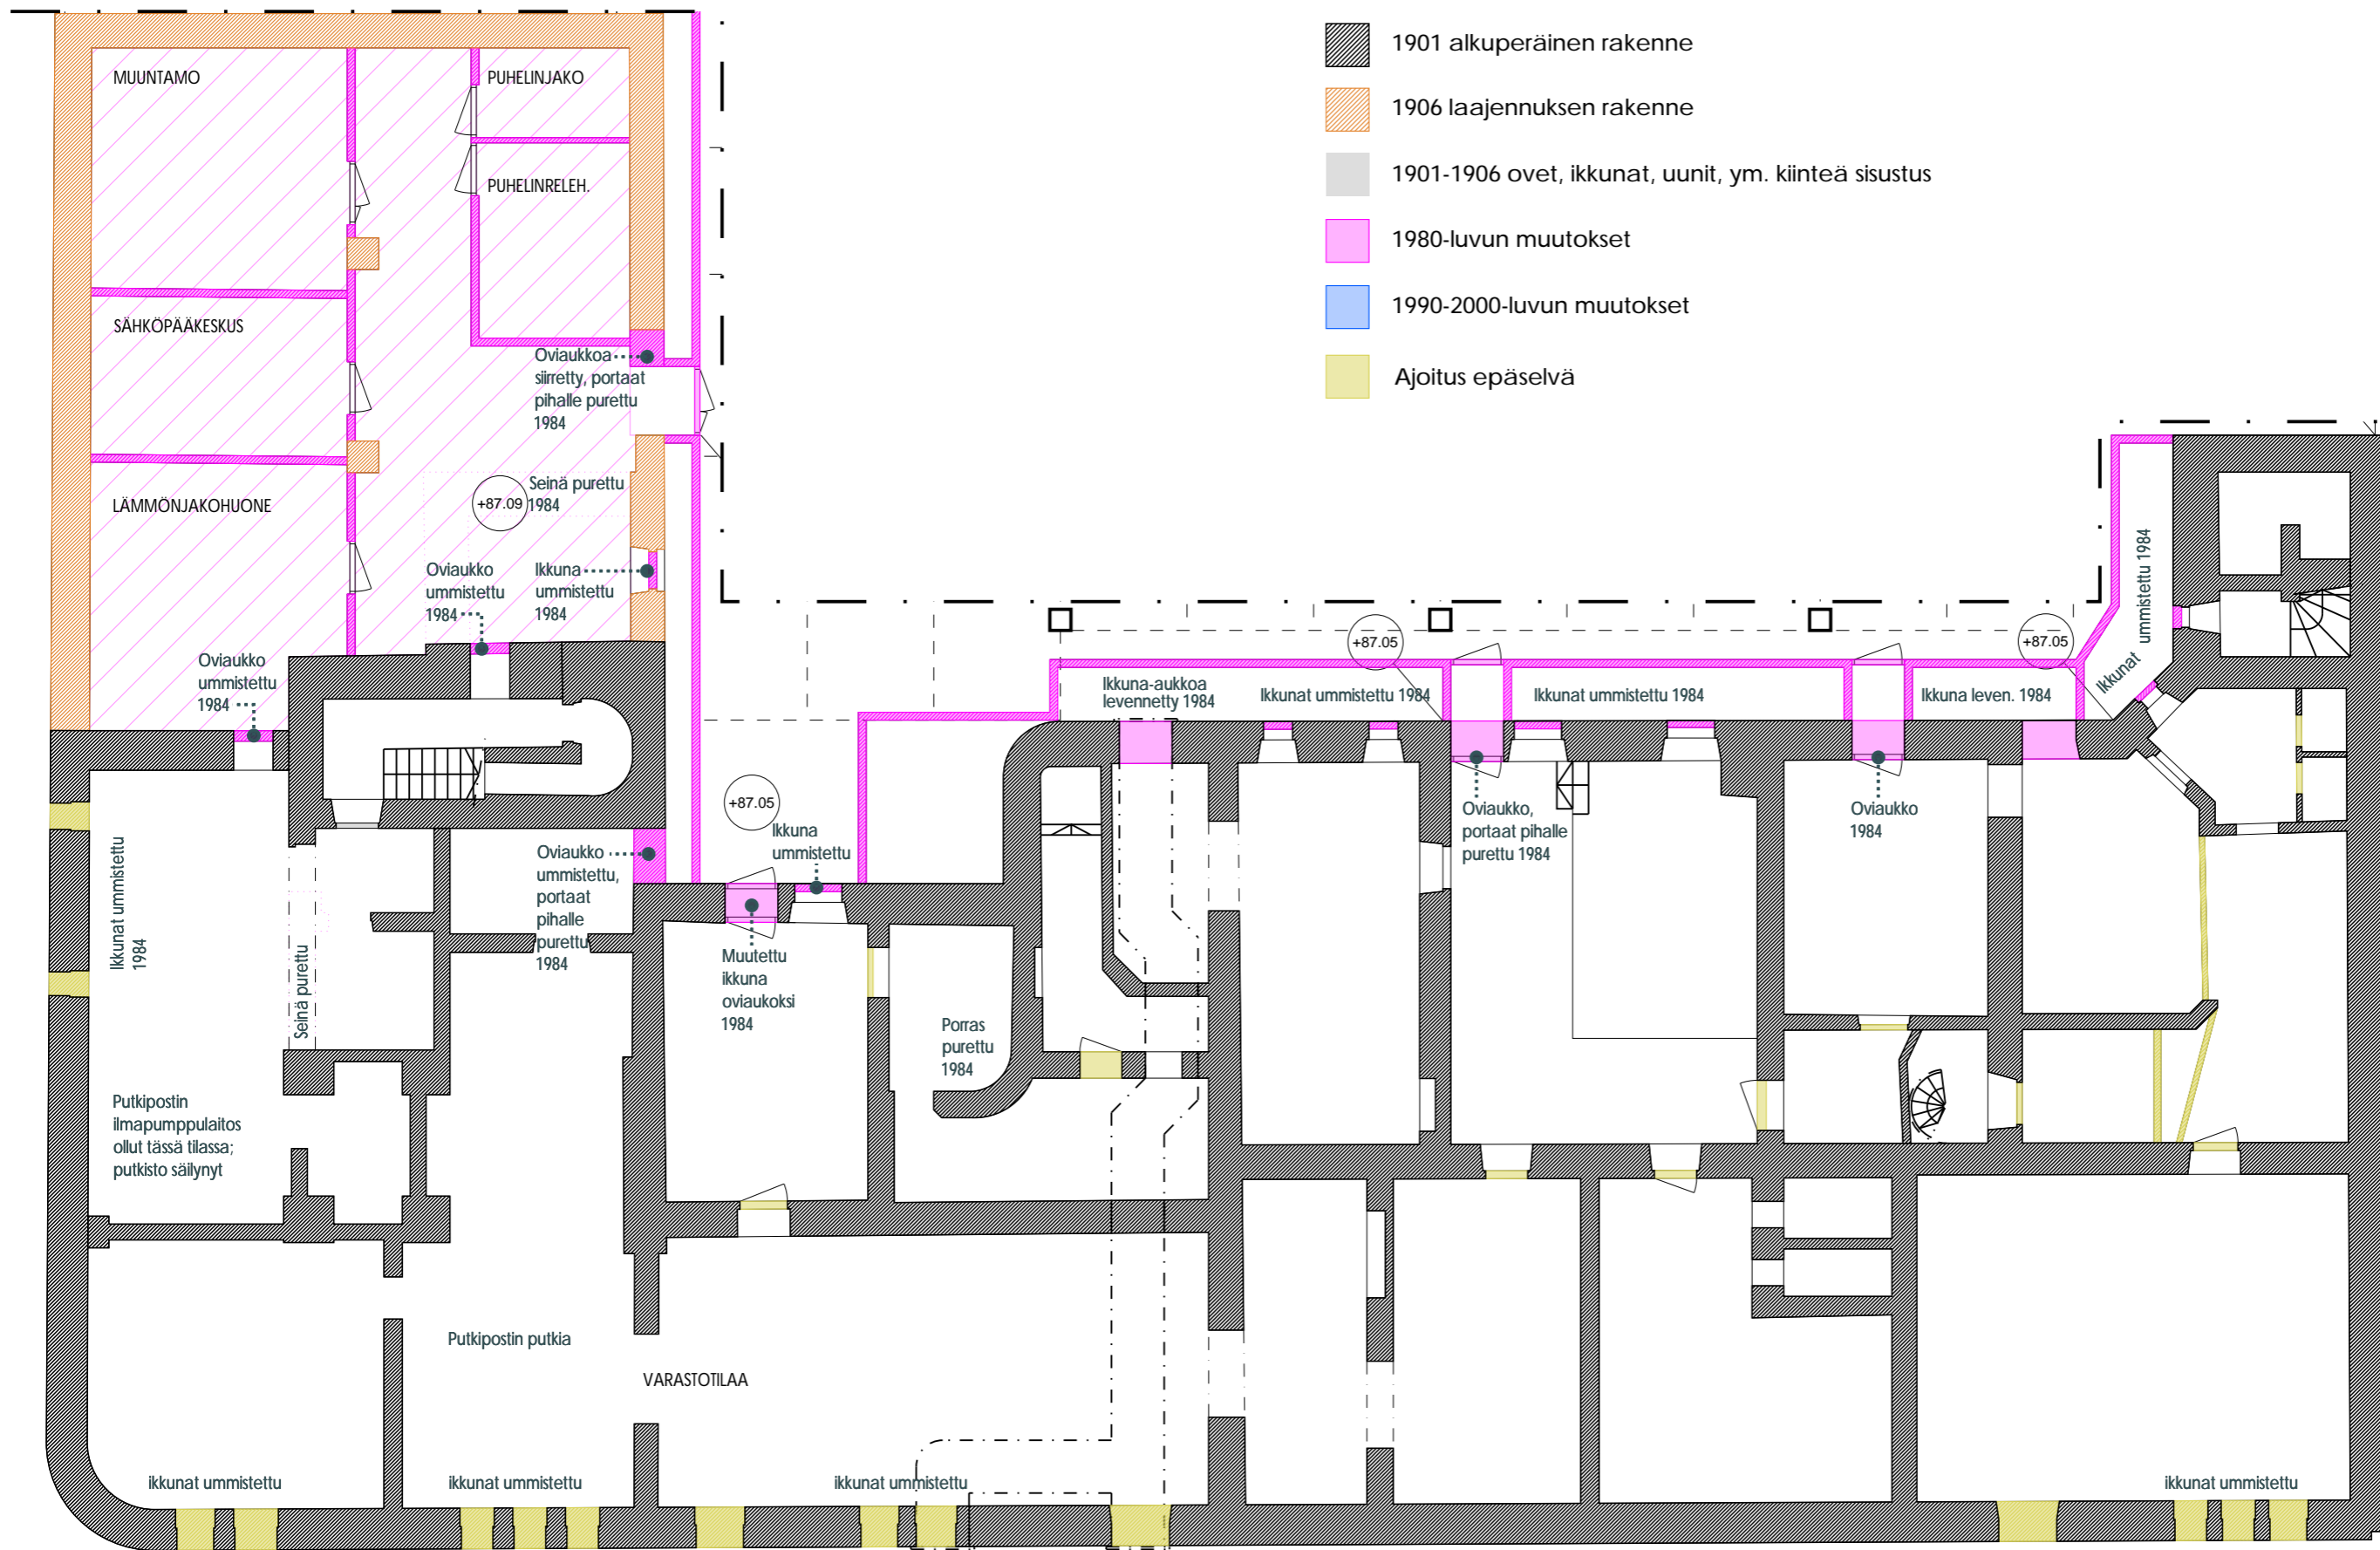 1901 alkuperäinen rakenne
1906 laajennuksen rakenne
1901-1906 ovet, ikkunat, uunit, ym. kiinteä sisustus
1980-luvun muutokset
1990-2000-luvun muutokset
Ajoitus epäselvä
MUUNTAMO
PUHELINJAKO
PUHELINRELEH.
SÄHKÖPÄÄKESKUS
Oviaukkoa
siirretty, portaat
pihalle purettu
1984
LÄMMÖNJAKOHUONE
+87.09
Seinä purettu
1984
Oviaukko
ummistettu
1984
Ikkuna
ummistettu
1984
Oviaukko
ummistettu
1984
+87.05
+87.05
Ikkunat ummistettu 1984
Ikkuna-aukkoa
levennetty 1984
Ikkunat ummistettu 1984
Ikkunat ummistettu 1984
Ikkuna leven. 1984
+87.05
Ikkuna
ummistettu
Oviaukko,
portaat pihalle
purettu 1984
Oviaukko
1984
Ikkunat ummistettu
1984
Seinä purettu
Oviaukko
ummistettu,
portaat
pihalle
purettu
1984
Muutettu
ikkuna
oviaukoksi
1984
Porras
purettu
1984
Putkipostin
ilmapumppulaitos
ollut tässä tilassa;
putkisto säilynyt
Putkipostin putkia
VARASTOTILAA
ikkunat ummistettu
ikkunat ummistettu
ikkunat ummistettu
ikkunat ummistettu